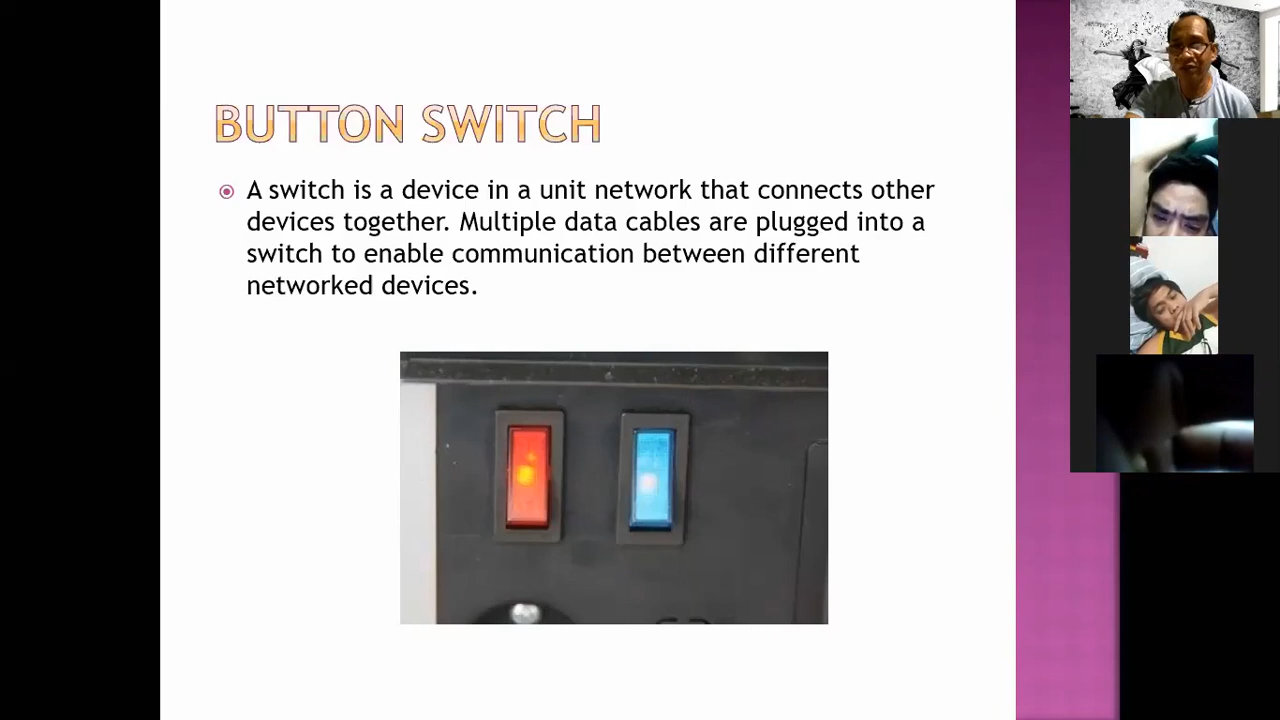 BUTTON SWITCH
A switch is a device in a unit network that connects other
devices together. Multiple data cables are plugged into a
switch to enable communication between different
networked devices.